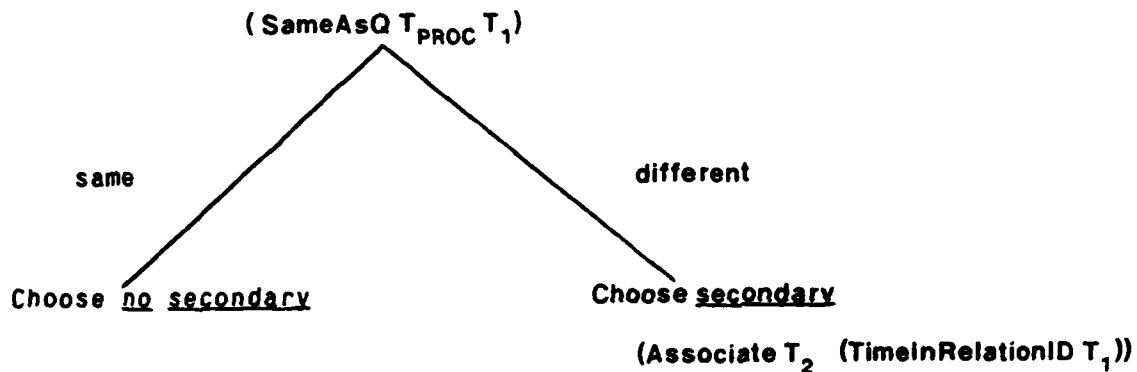 (SameAsQ T_PROC T_1)
same
different
Choose no secondary
Choose secondary
(Associate T_2 (TimeInRelationID T_1))